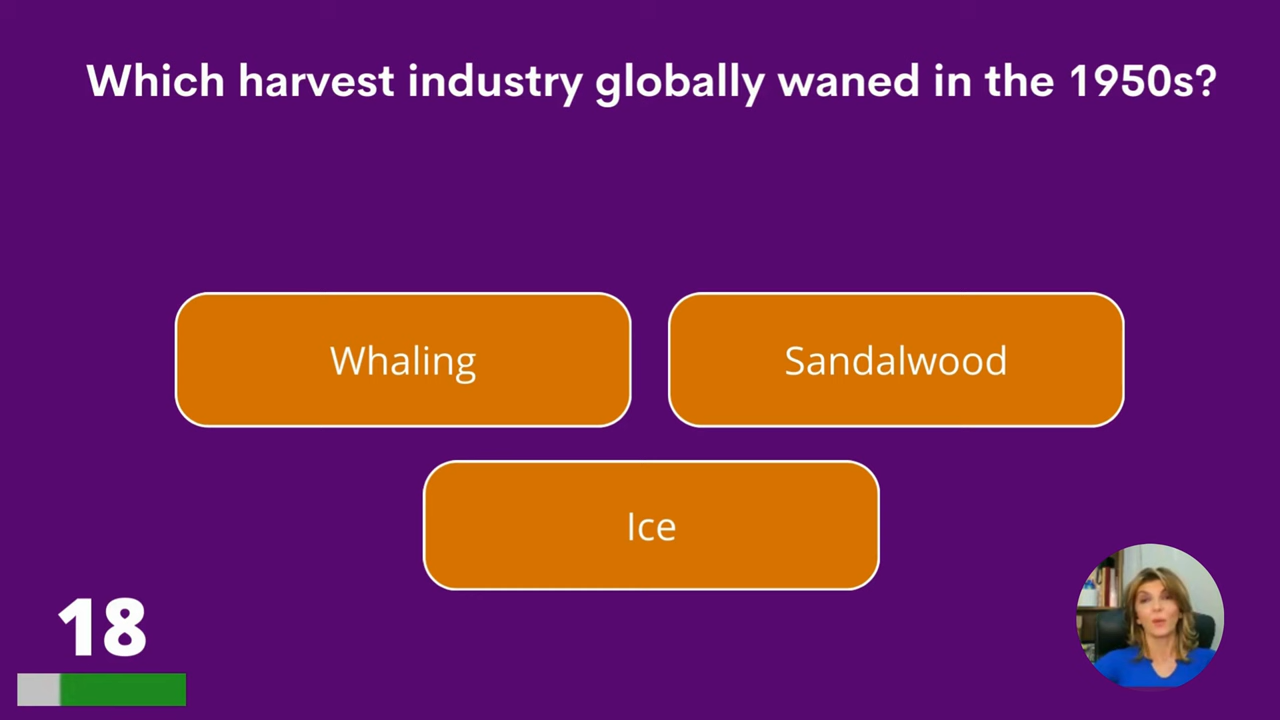 Which harvest industry globally waned in the 1950s?
Whaling
Sandalwood
Ice
18